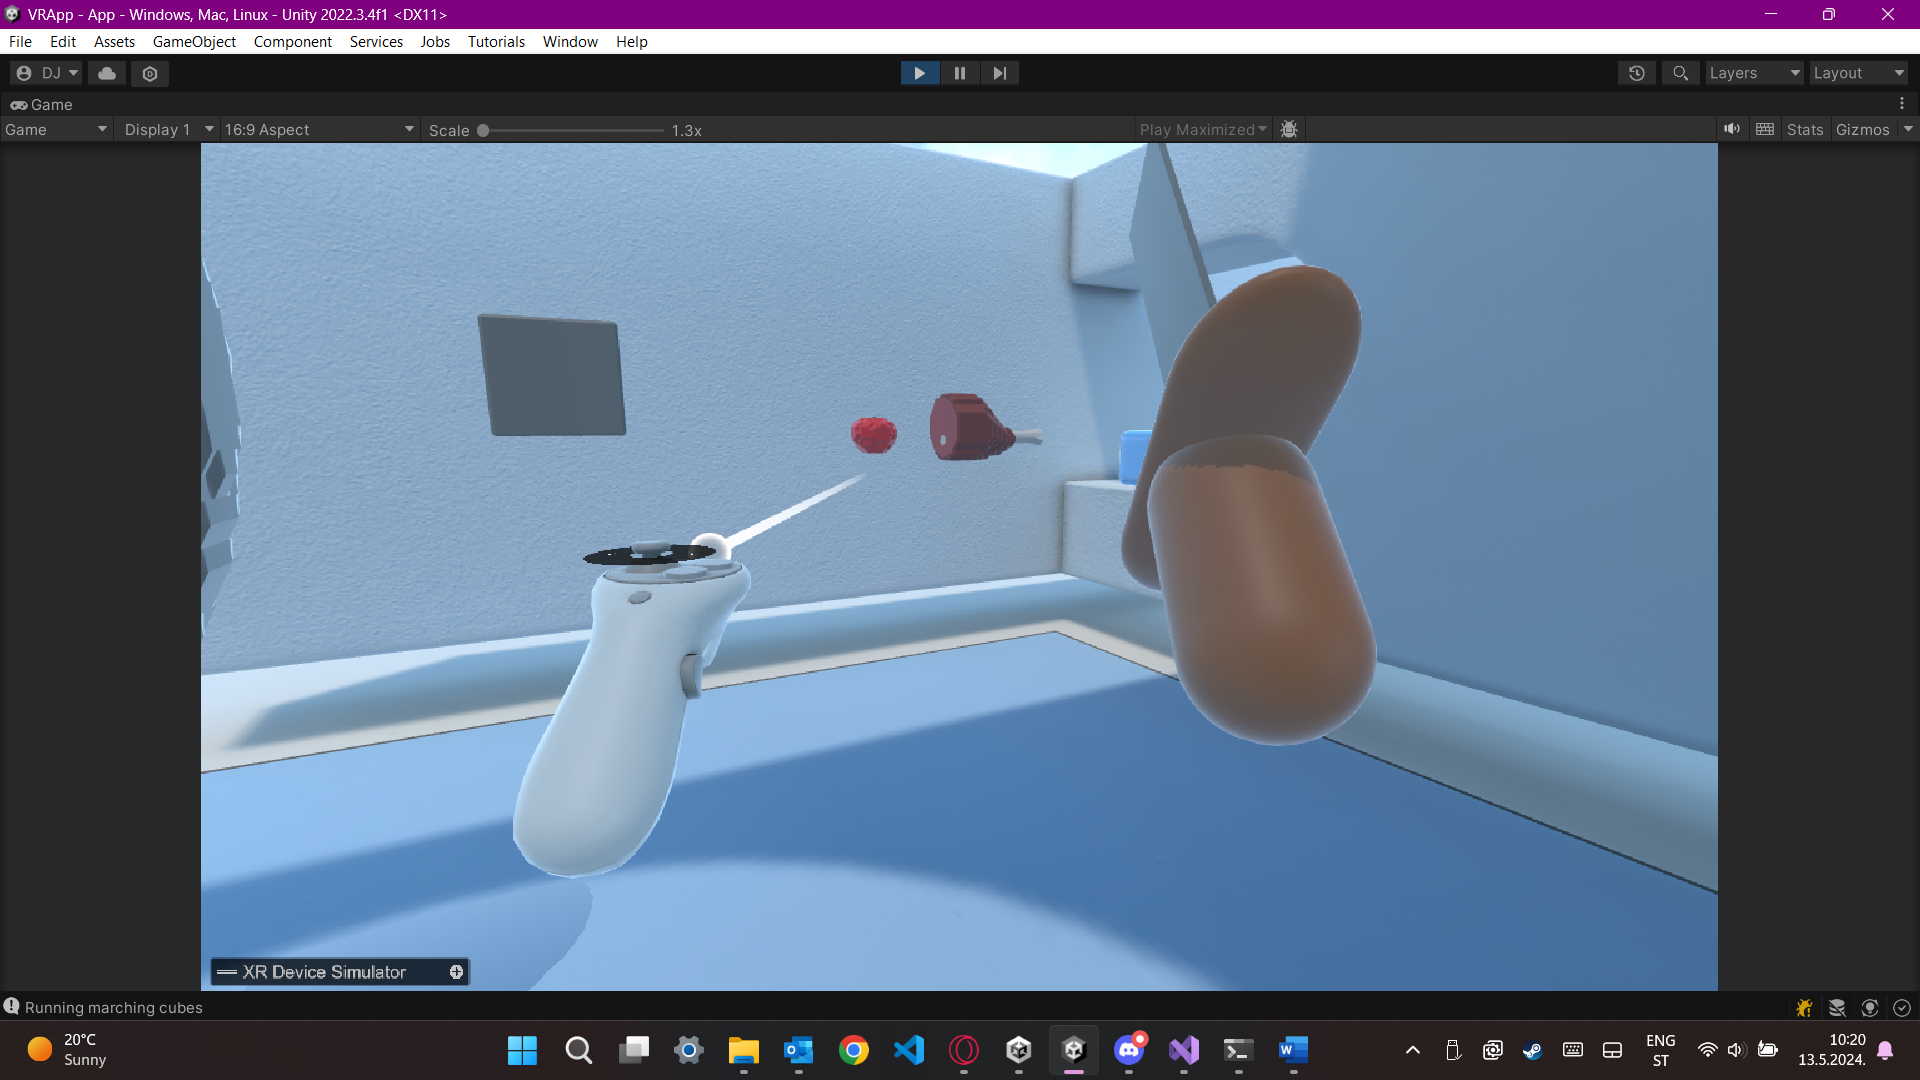 VRApp - App - Windows, Mac, Linux - Unity 2022.3.4f1 <DX11>
File Edit Assets GameObject Component Services Jobs Tutorials Window Help
DJ
Layers
Layout
Game
Game
Display 1
16:9 Aspect
Scale
1.3x
Play Maximized
Stats
Gizmos
XR Device Simulator
Running marching cubes
20°C
Sunny
ENG
ST
10:20
13.5.2024.